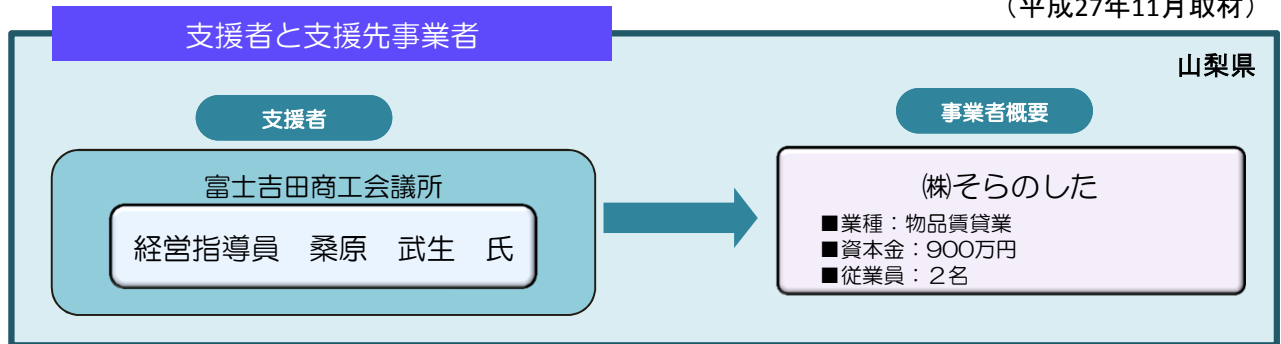 （平成27年11月取材）
支援者と支援先事業者
山梨県
支援者
事業者概要
富士吉田商工会議所
経営指導員　桑原　武生　氏
㈱そらのした
■業種：物品賃貸業
■資本金：900万円
■従業員：２名